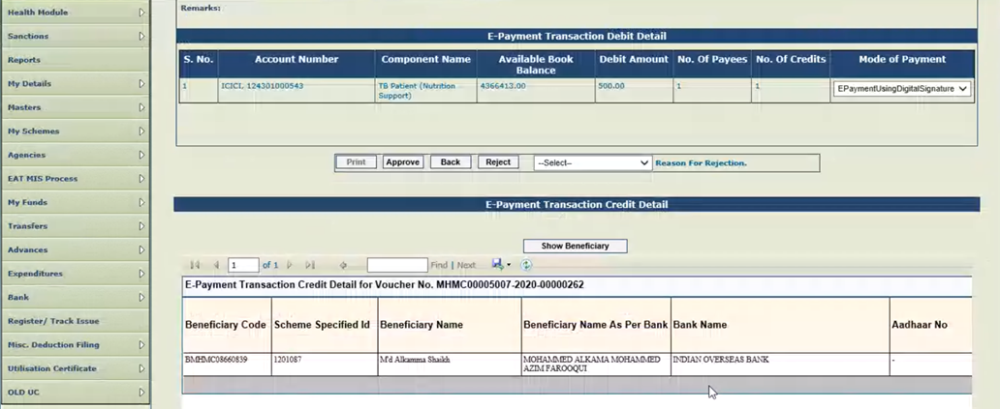 Health Module
Sanctions
Reports
My Details
Masters
My Schemes
Agencies
EAT MIS Process
My Funds
Transfers
Advances
Expenditures
Bank
Register/ Track Issue
Misc. Deduction Filing
Utilisation Certificate
OLD UC
Remarks:
E-Payment Transaction Debit Detail
S. No. Account Number Component Name Available Book Balance Debit Amount No. Of Payees No. Of Credits Mode of Payment
1 ICICI, 124301000543 TB Patient (Nutrition Support) 4366413.00 500.00 1 1 EPaymentUsingDigitalSignature
Print Approve Back Reject --Select-- Reason For Rejection.
E-Payment Transaction Credit Detail
Show Beneficiary
1 of 1 Find | Next
E-Payment Transaction Credit Detail for Voucher No. MHMC00005007-2020-00000262
Beneficiary Code Scheme Specified Id Beneficiary Name Beneficiary Name As Per Bank Bank Name Aadhaar No
BMHMC08660839 1201087 M'd Alkamma Shaikh MOHAMMED ALKAMA MOHAMMED AZIM FAROOQUI INDIAN OVERSEAS BANK -